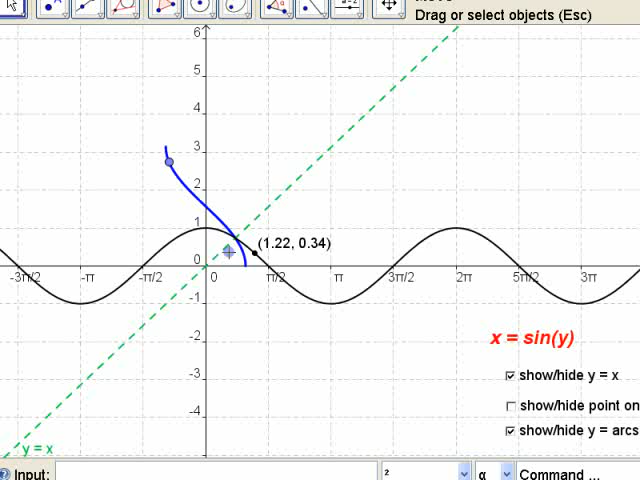 Drag or select objects (Esc)
6
5
4
3
2
1
0
-1
-2
-3
-4
-3π/2 -π -π/2 0 π/2 π 3π/2 2π 5π/2 3π
(1.22, 0.34)
x = sin(y)
show/hide y = x
show/hide point on
show/hide y = arcs
y = x
Input:
² α Command ...